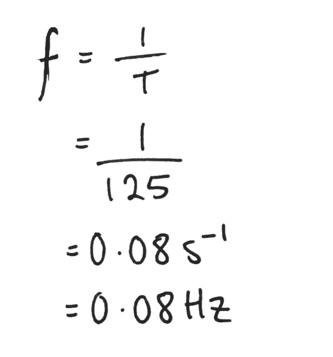 f = 1/T
= 1/125
= 0.08 s⁻¹
= 0.08 Hz